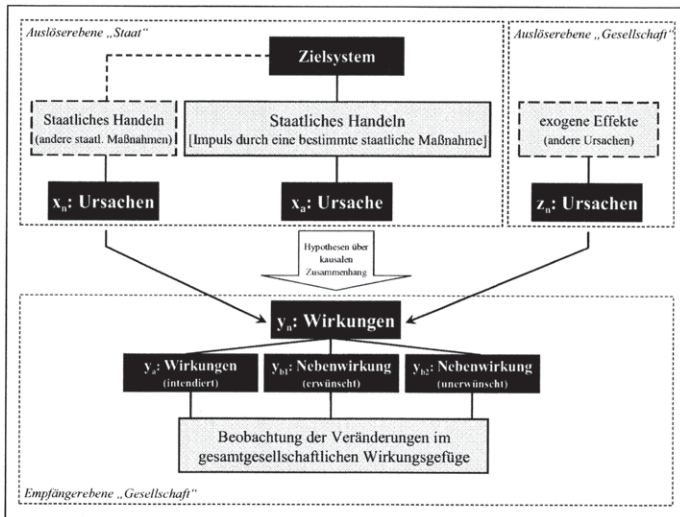 Auslöserebene „Staat"
Auslöserebene „Gesellschaft"
Zielsystem
Staatliches Handeln
(andere staatl. Maßnahmen)
Staatliches Handeln
[Impuls durch eine bestimmte staatliche Maßnahme]
exogene Effekte
(andere Ursachen)
xn: Ursachen
xa: Ursache
zn: Ursachen
Hypothesen über
kausalen
Zusammenhang
yn: Wirkungen
ya: Wirkungen
(intendiert)
yb1: Nebenwirkung
(erwünscht)
yb2: Nebenwirkung
(unerwünscht)
Beobachtung der Veränderungen im
gesamtgesellschaftlichen Wirkungsgefüge
Empfängerebene „Gesellschaft"